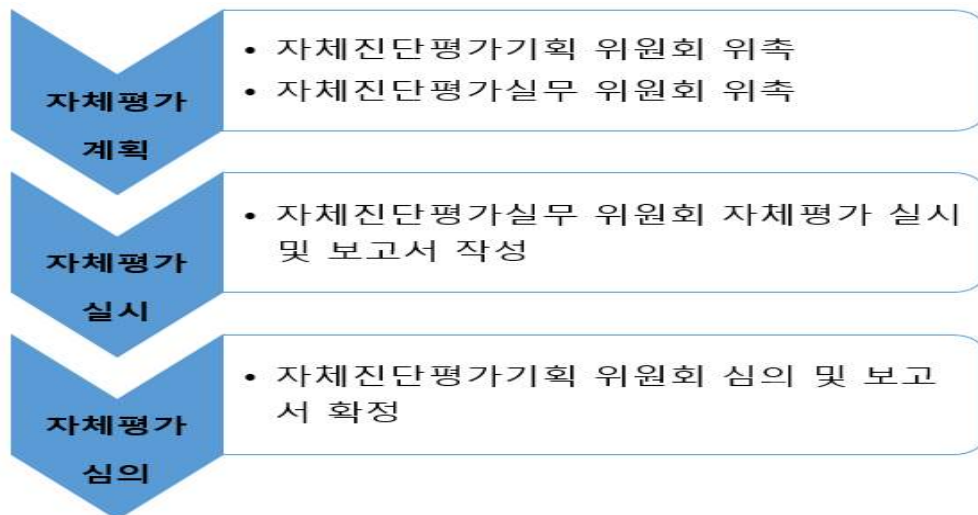 자체평가
계획
• 자체진단평가기획 위원회 위촉
• 자체진단평가실무 위원회 위촉
자체평가
실시
• 자체진단평가실무 위원회 자체평가 실시
및 보고서 작성
자체평가
심의
• 자체진단평가기획 위원회 심의 및 보고
서 확정